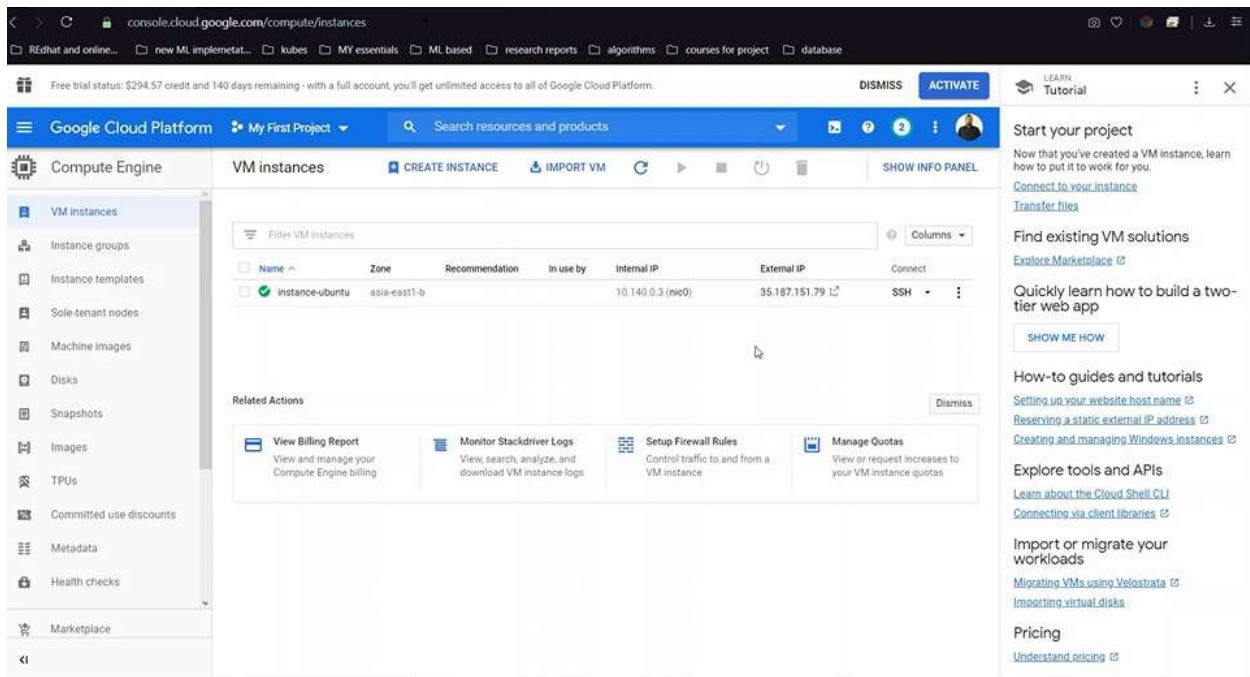 console.cloud.google.com/compute/instances
REdhat and online... new ML implemetat... kubes MY essentials ML based research reports algorithms courses for project database
Free trial status: $294.57 credit and 140 days remaining - with a full account, you'll get unlimited access to all of Google Cloud Platform.
DISMISS ACTIVATE
Google Cloud Platform My First Project Search resources and products 2
Compute Engine
VM instances
Instance groups
Instance templates
Sole-tenant nodes
Machine images
Disks
Snapshots
Images
TPUs
Committed use discounts
Metadata
Health checks
Marketplace
VM instances CREATE INSTANCE IMPORT VM SHOW INFO PANEL
Filter VM instances Columns
Name Zone Recommendation In use by Internal IP External IP Connect
instance-ubuntu asia-east1-b 10.140.0.3 (nic0) 35.187.151.79 SSH
Related Actions Dismiss
View Billing Report
View and manage your
Compute Engine billing
Monitor Stackdriver Logs
View, search, analyze, and
download VM instance logs
Setup Firewall Rules
Control traffic to and from a
VM instance
Manage Quotas
View or request increases to
your VM instance quotas
LEARN
Tutorial
Start your project
Now that you've created a VM instance, learn
how to put it to work for you.
Connect to your instance
Transfer files
Find existing VM solutions
Explore Marketplace
Quickly learn how to build a two-
tier web app
SHOW ME HOW
How-to guides and tutorials
Setting up your website host name
Reserving a static external IP address
Creating and managing Windows instances
Explore tools and APIs
Learn about the Cloud Shell CLI
Connecting via client libraries
Import or migrate your
workloads
Migrating VMs using Velostrata
Importing virtual disks
Pricing
Understand pricing